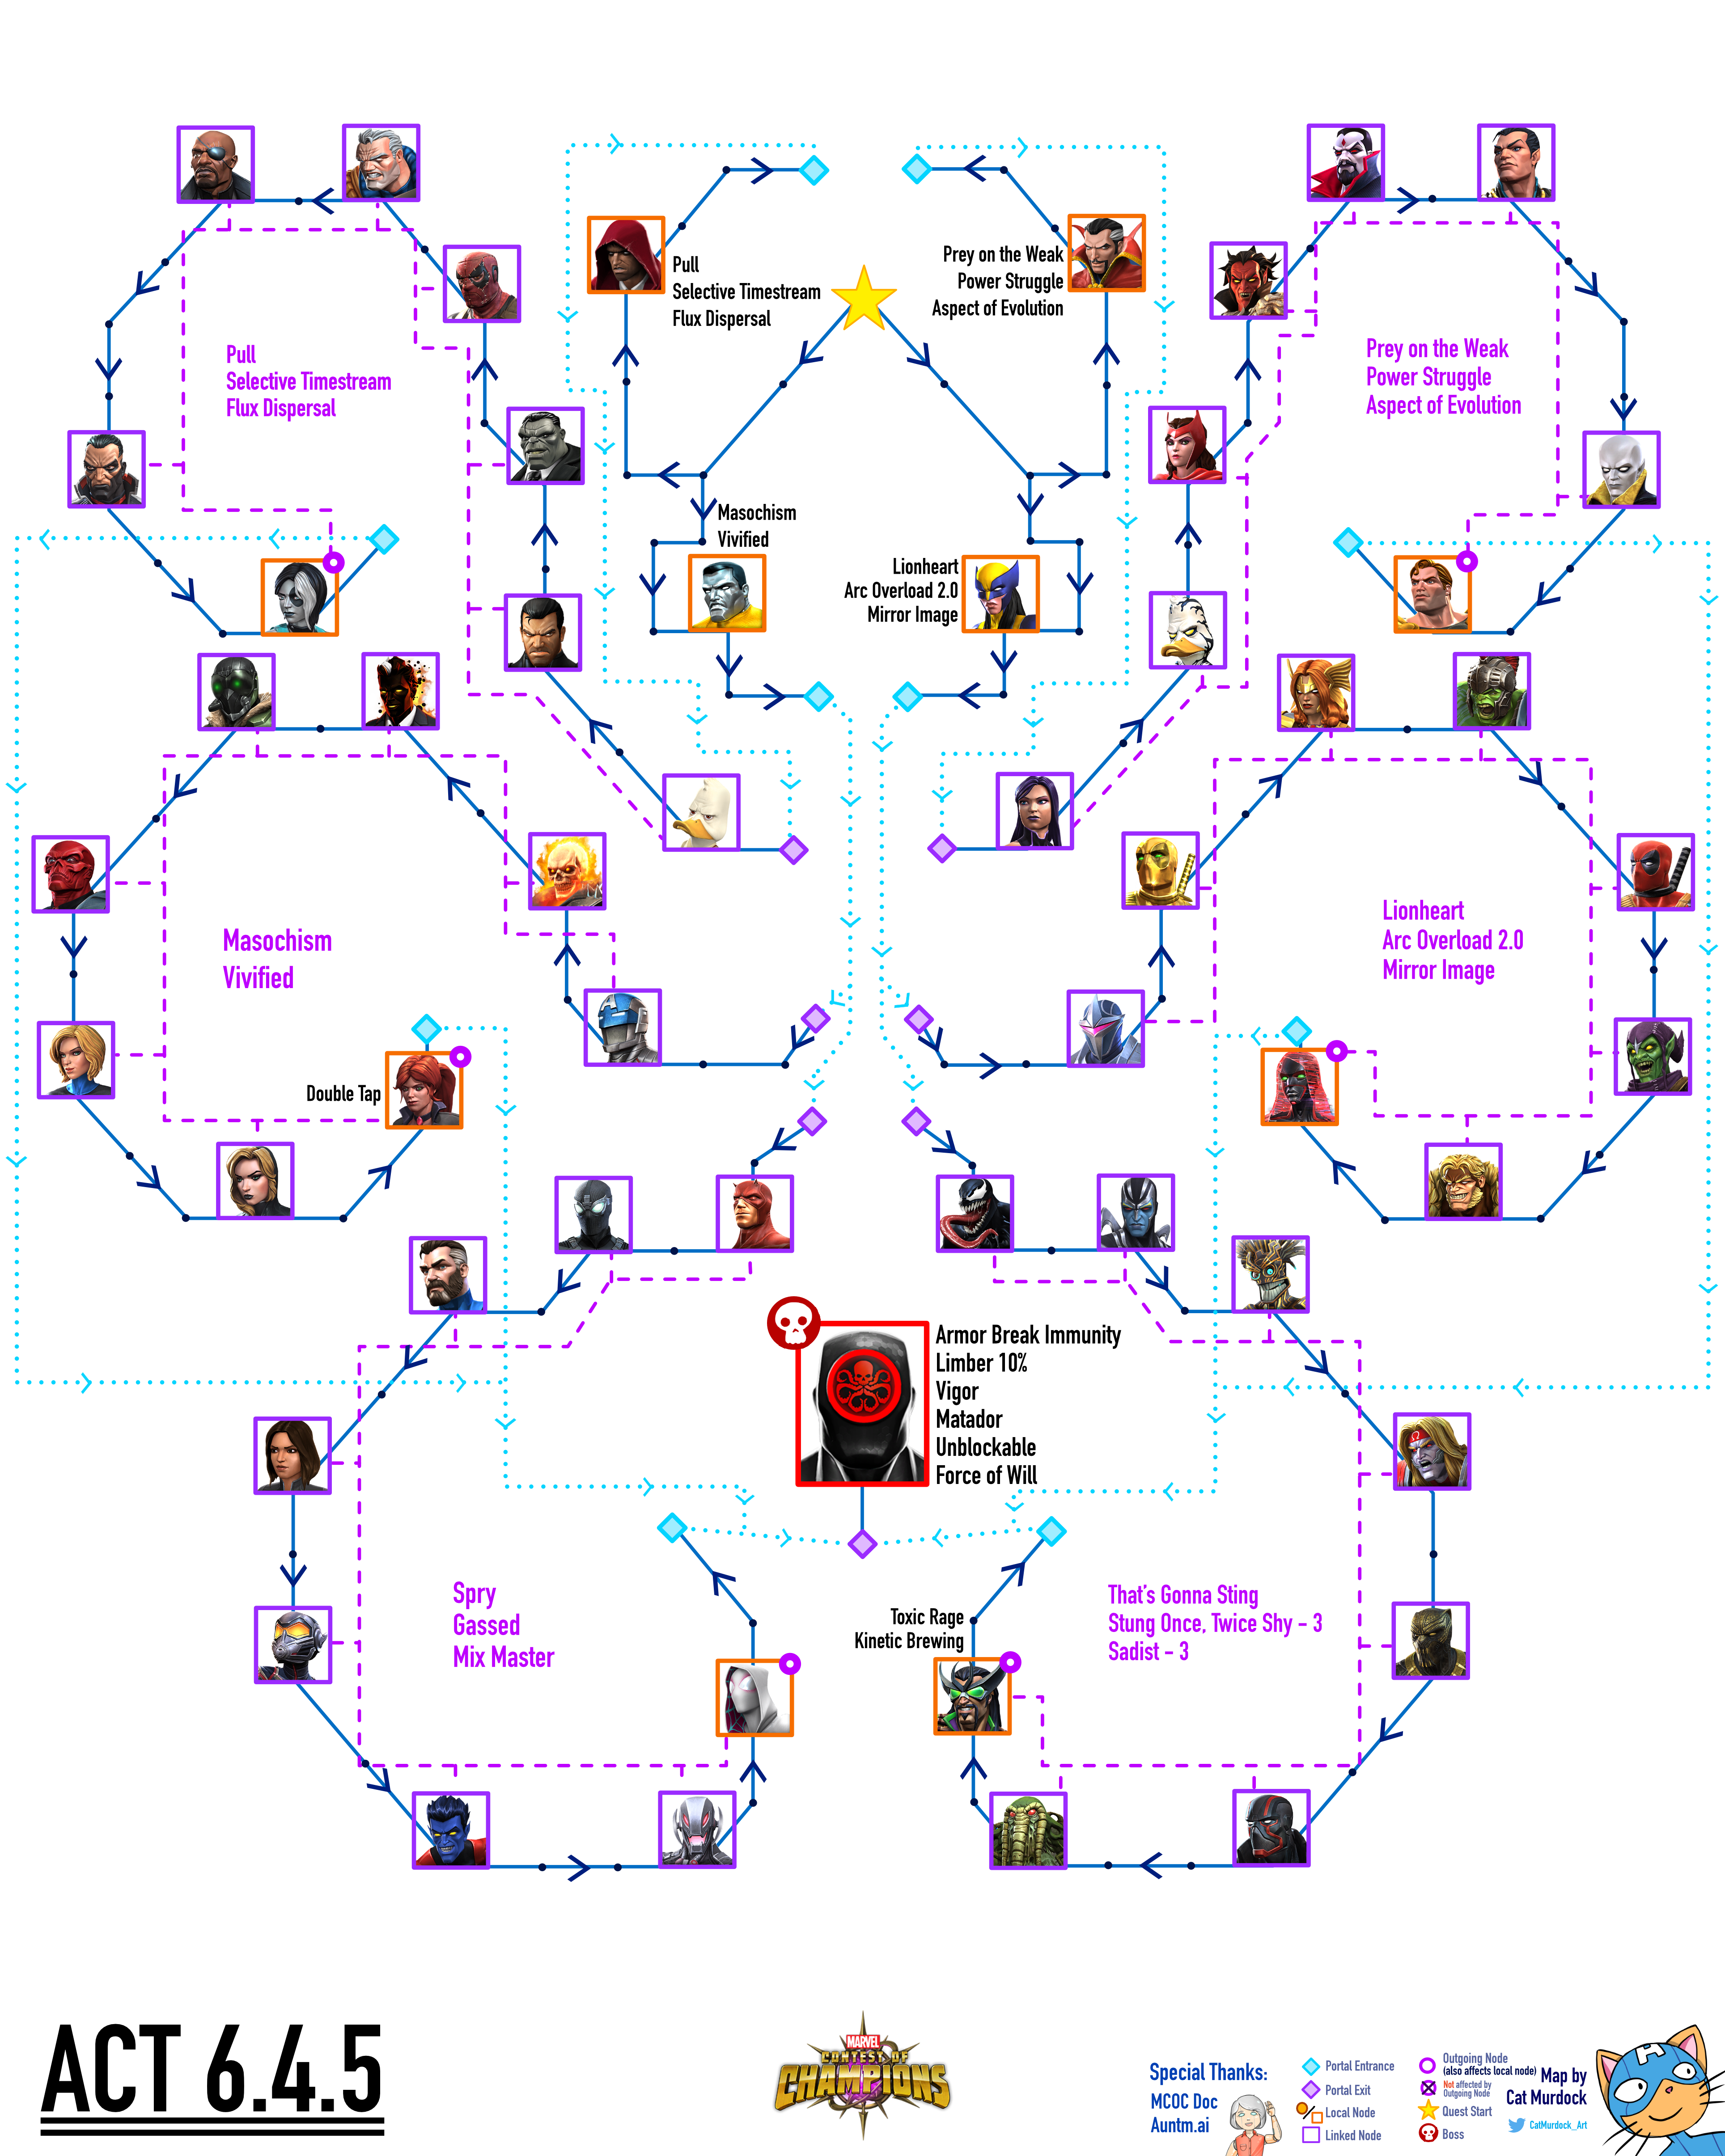 Pull
Selective Timestream
Flux Dispersal
Prey on the Weak
Power Struggle
Aspect of Evolution
Pull
Selective Timestream
Flux Dispersal
Prey on the Weak
Power Struggle
Aspect of Evolution
Masochism
Vivified
Lionheart
Arc Overload 2.0
Mirror Image
Masochism
Vivified
Lionheart
Arc Overload 2.0
Mirror Image
Double Tap
Armor Break Immunity
Limber 10%
Vigor
Matador
Unblockable
Force of Will
Spry
Gassed
Mix Master
Toxic Rage
Kinetic Brewing
That's Gonna Sting
Stung Once, Twice Shy - 3
Sadist - 3
ACT 6.4.5
MARVEL
CONTEST OF
CHAMPIONS
Special Thanks:
MCOC Doc
Auntm.ai
Portal Entrance
Portal Exit
Local Node
Linked Node
Outgoing Node
(also affects local node)
Not affected by
Outgoing Node
Quest Start
Boss
Map by
Cat Murdock
CatMurdock_Art